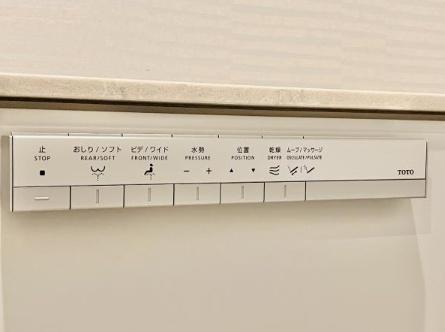 止
STOP
おしり/ソフト
REAR/SOFT
ビデ/ワイド
FRONT/WIDE
水勢
PRESSURE
- +
位置
POSITION
▲ ▼
乾燥
DRYER
ムーブ/マッサージ
OSCILLATE/PULSATE
TOTO